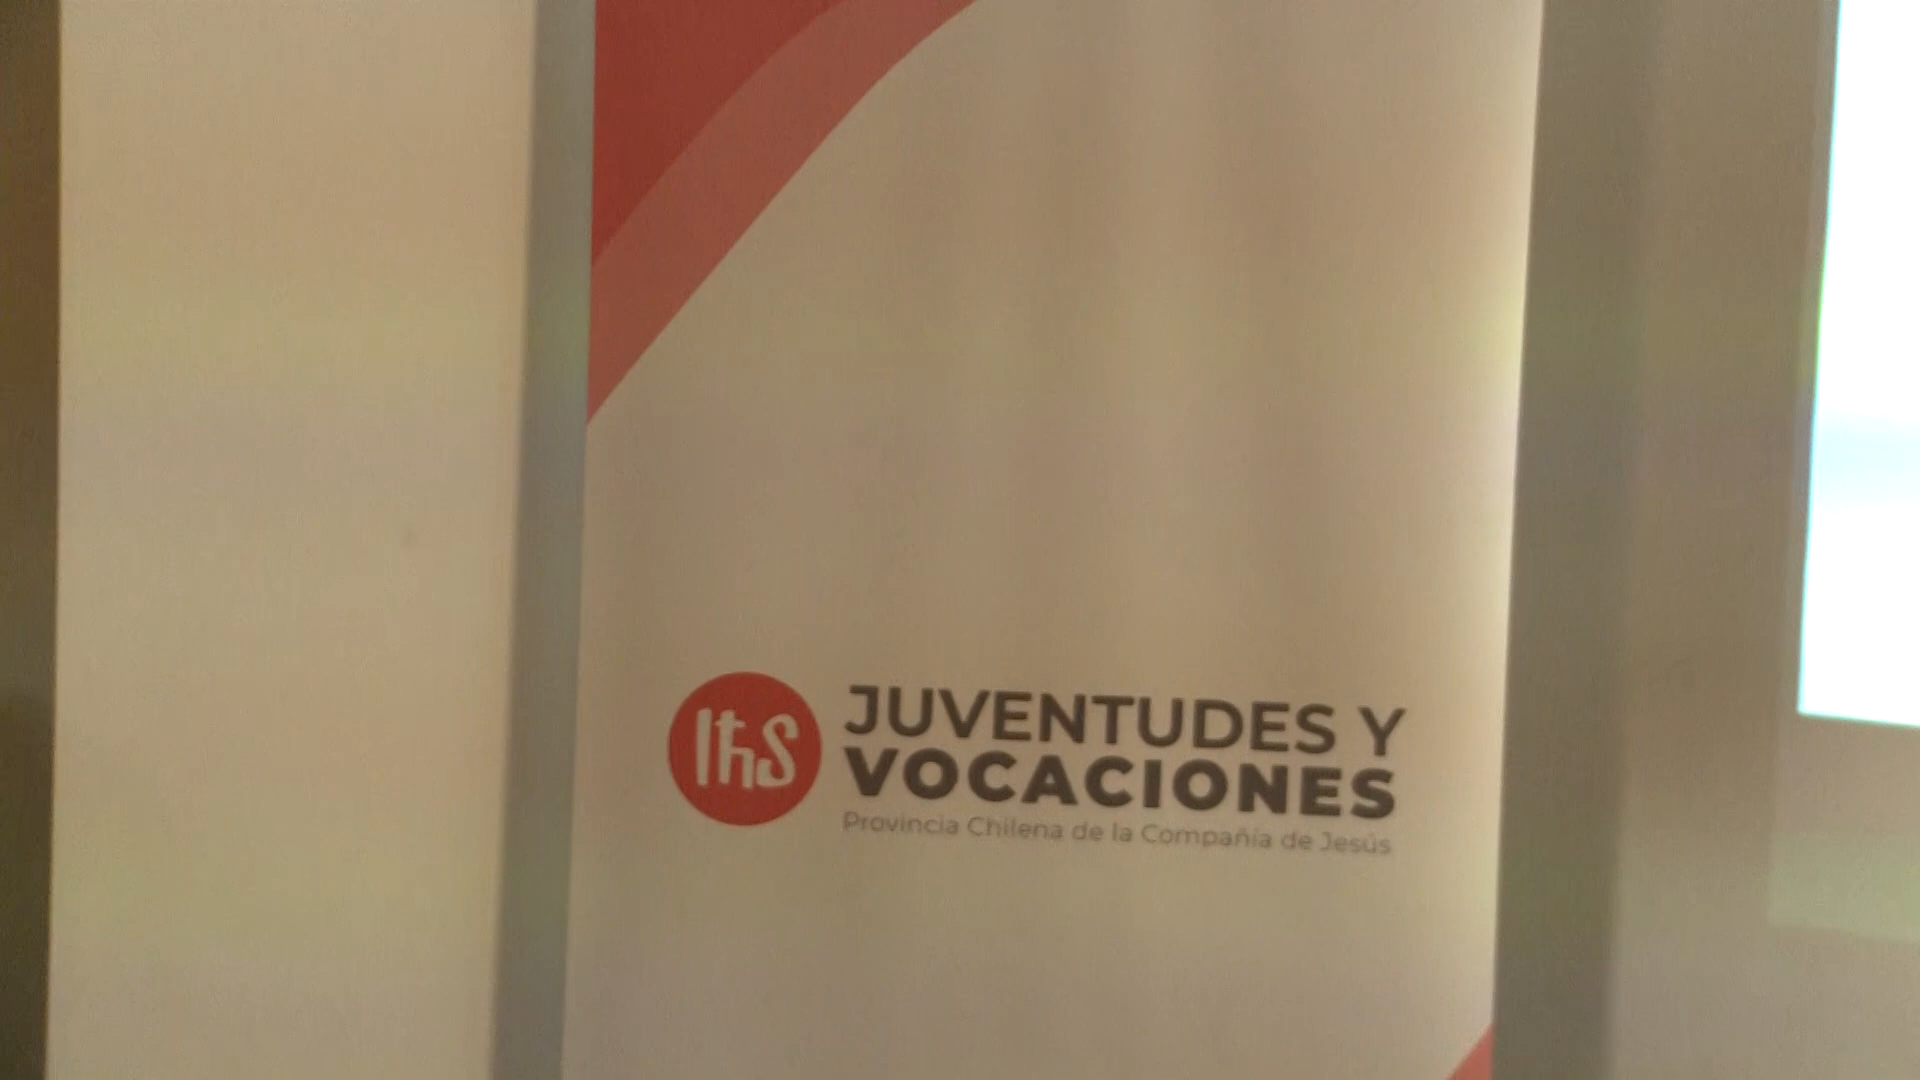 IHS
JUVENTUDES Y
VOCACIONES
Provincia Chilena de la Compañía de Jesús